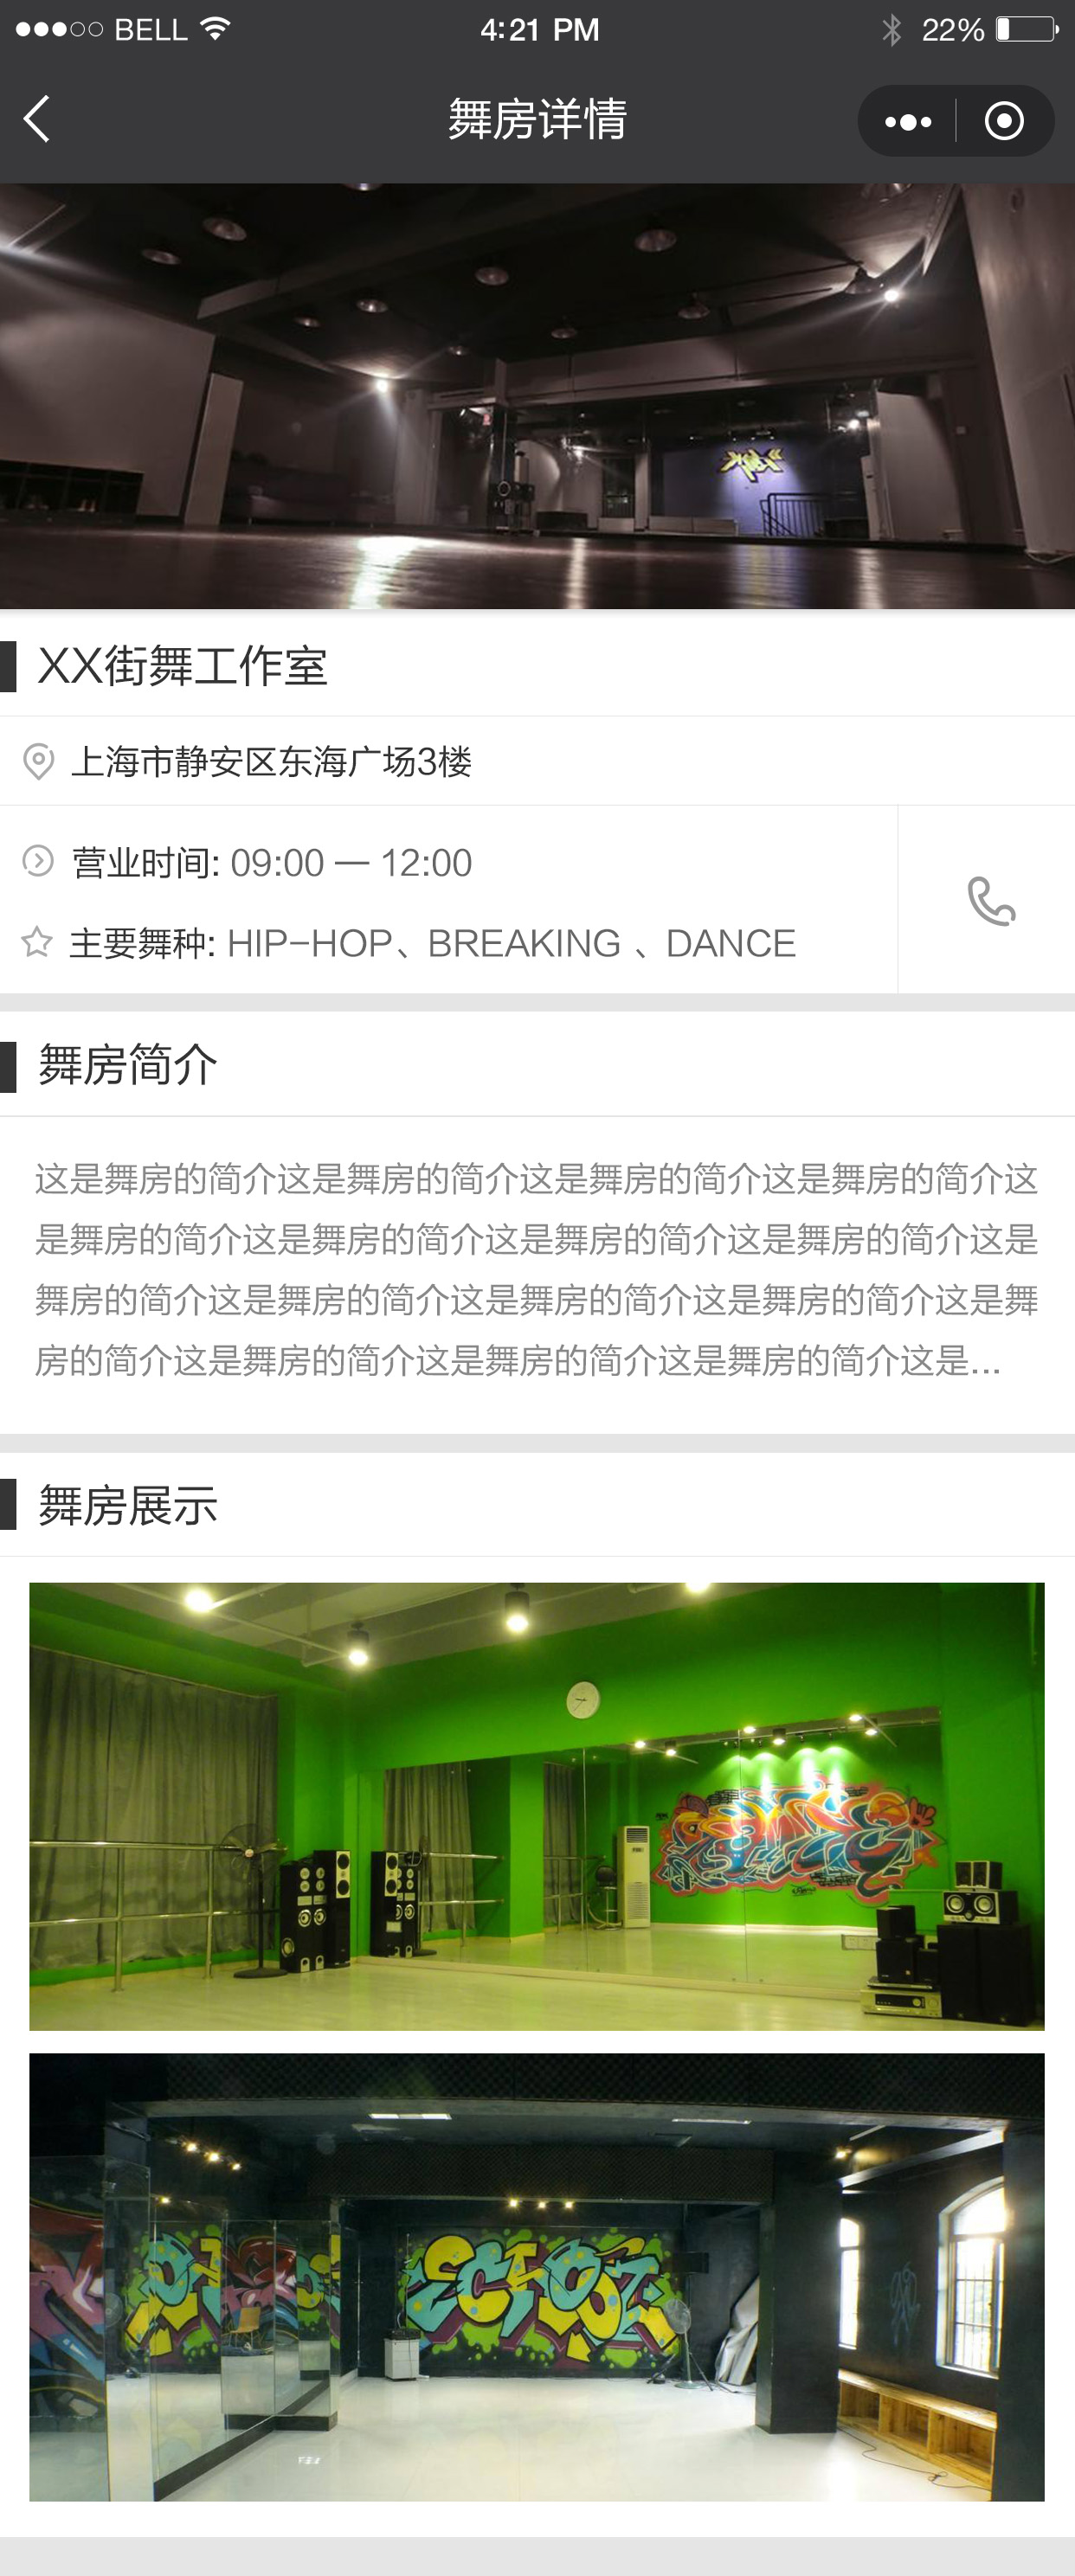 BELL 4:21 PM 22%
舞房详情
XX街舞工作室
上海市静安区东海广场3楼
营业时间: 09:00 — 12:00
主要舞种: HIP-HOP、BREAKING 、DANCE
舞房简介
这是舞房的简介这是舞房的简介这是舞房的简介这是舞房的简介这
是舞房的简介这是舞房的简介这是舞房的简介这是舞房的简介这是
舞房的简介这是舞房的简介这是舞房的简介这是舞房的简介这是舞
房的简介这是舞房的简介这是舞房的简介这是舞房的简介这是...
舞房展示